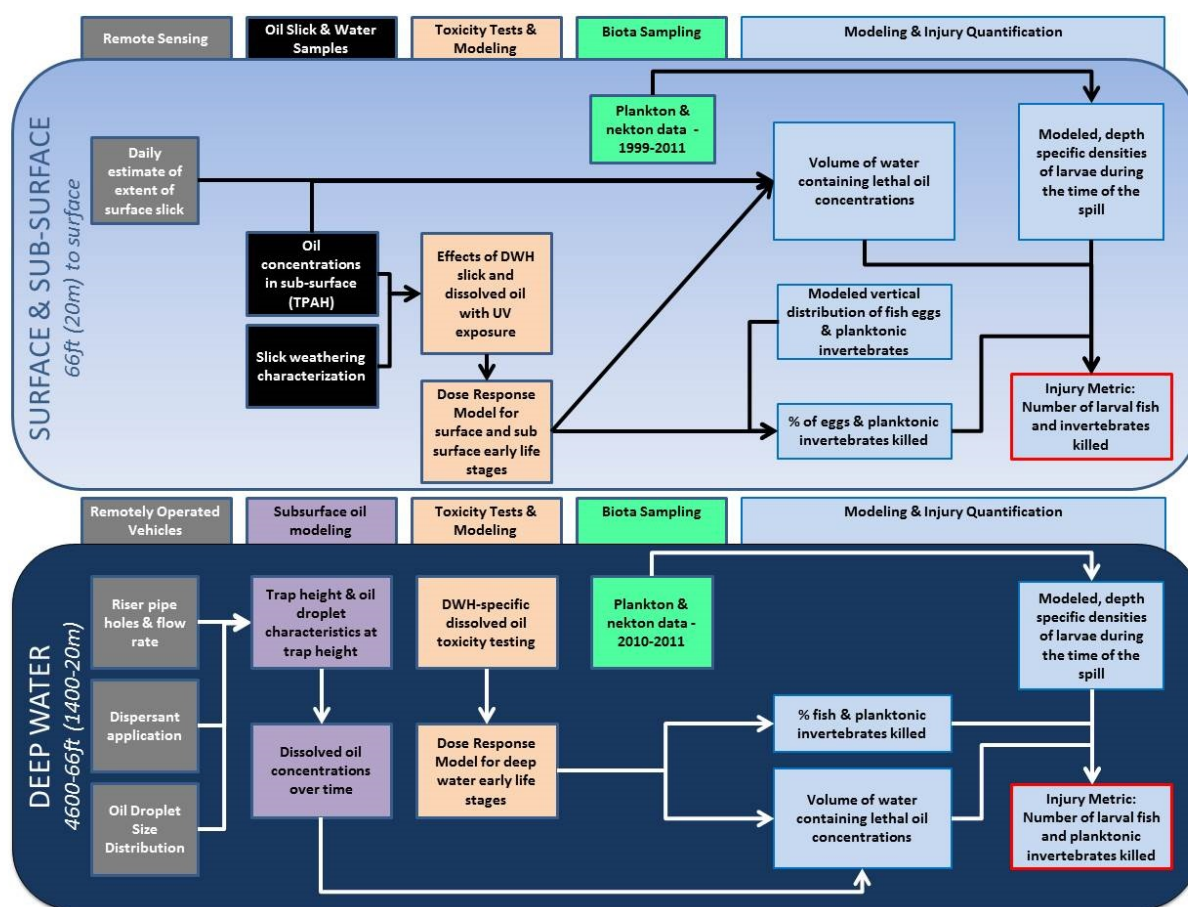 Remote Sensing
Oil Slick & Water
Samples
Toxicity Tests &
Modeling
Biota Sampling
Modeling & Injury Quantification
SURFACE & SUB-SURFACE
66ft (20m) to surface
Daily
estimate of
extent of
surface slick
Oil
concentrations
in sub-surface
(TPAH)
Slick weathering
characterization
Effects of DWH
slick and
dissolved oil
with UV
exposure
Dose Response
Model for
surface and sub
surface early life
stages
Plankton &
nekton data -
1999-2011
Volume of water
containing lethal oil
concentrations
Modeled vertical
distribution of fish eggs
& planktonic
invertebrates
% of eggs & planktonic
invertebrates killed
Modeled, depth
specific densities
of larvae during
the time of the
spill
Injury Metric:
Number of larval fish
and invertebrates
killed
Remotely Operated
Vehicles
Subsurface oil
modeling
Toxicity Tests &
Modeling
Biota Sampling
Modeling & Injury Quantification
DEEP WATER
4600-66ft (1400-20m)
Riser pipe
holes & flow
rate
Dispersant
application
Oil Droplet
Size
Distribution
Trap height & oil
droplet
characteristics at
trap height
Dissolved oil
concentrations
over time
DWH-specific
dissolved oil
toxicity testing
Dose Response
Model for deep
water early life
stages
Plankton &
nekton data -
2010-2011
% fish & planktonic
invertebrates killed
Volume of water
containing lethal oil
concentrations
Modeled, depth
specific densities
of larvae during
the time of the
spill
Injury Metric:
Number of larval fish
and planktonic
invertebrates killed